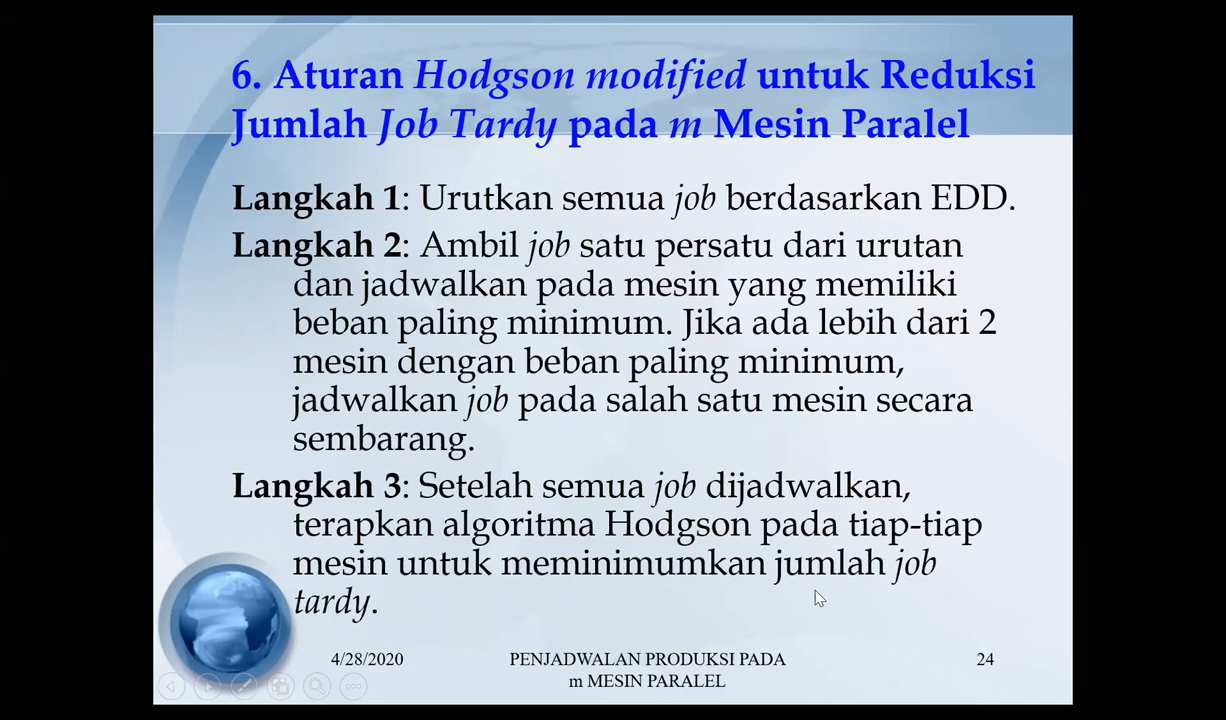 6. Aturan Hodgson modified untuk Reduksi
Jumlah Job Tardy pada m Mesin Paralel
Langkah 1: Urutkan semua job berdasarkan EDD.
Langkah 2: Ambil job satu persatu dari urutan
dan jadwalkan pada mesin yang memiliki
beban paling minimum. Jika ada lebih dari 2
mesin dengan beban paling minimum,
jadwalkan job pada salah satu mesin secara
sembarang.
Langkah 3: Setelah semua job dijadwalkan,
terapkan algoritma Hodgson pada tiap-tiap
mesin untuk meminimumkan jumlah job
tardy.
4/28/2020
PENJADWALAN PRODUKSI PADA
m MESIN PARALEL
24